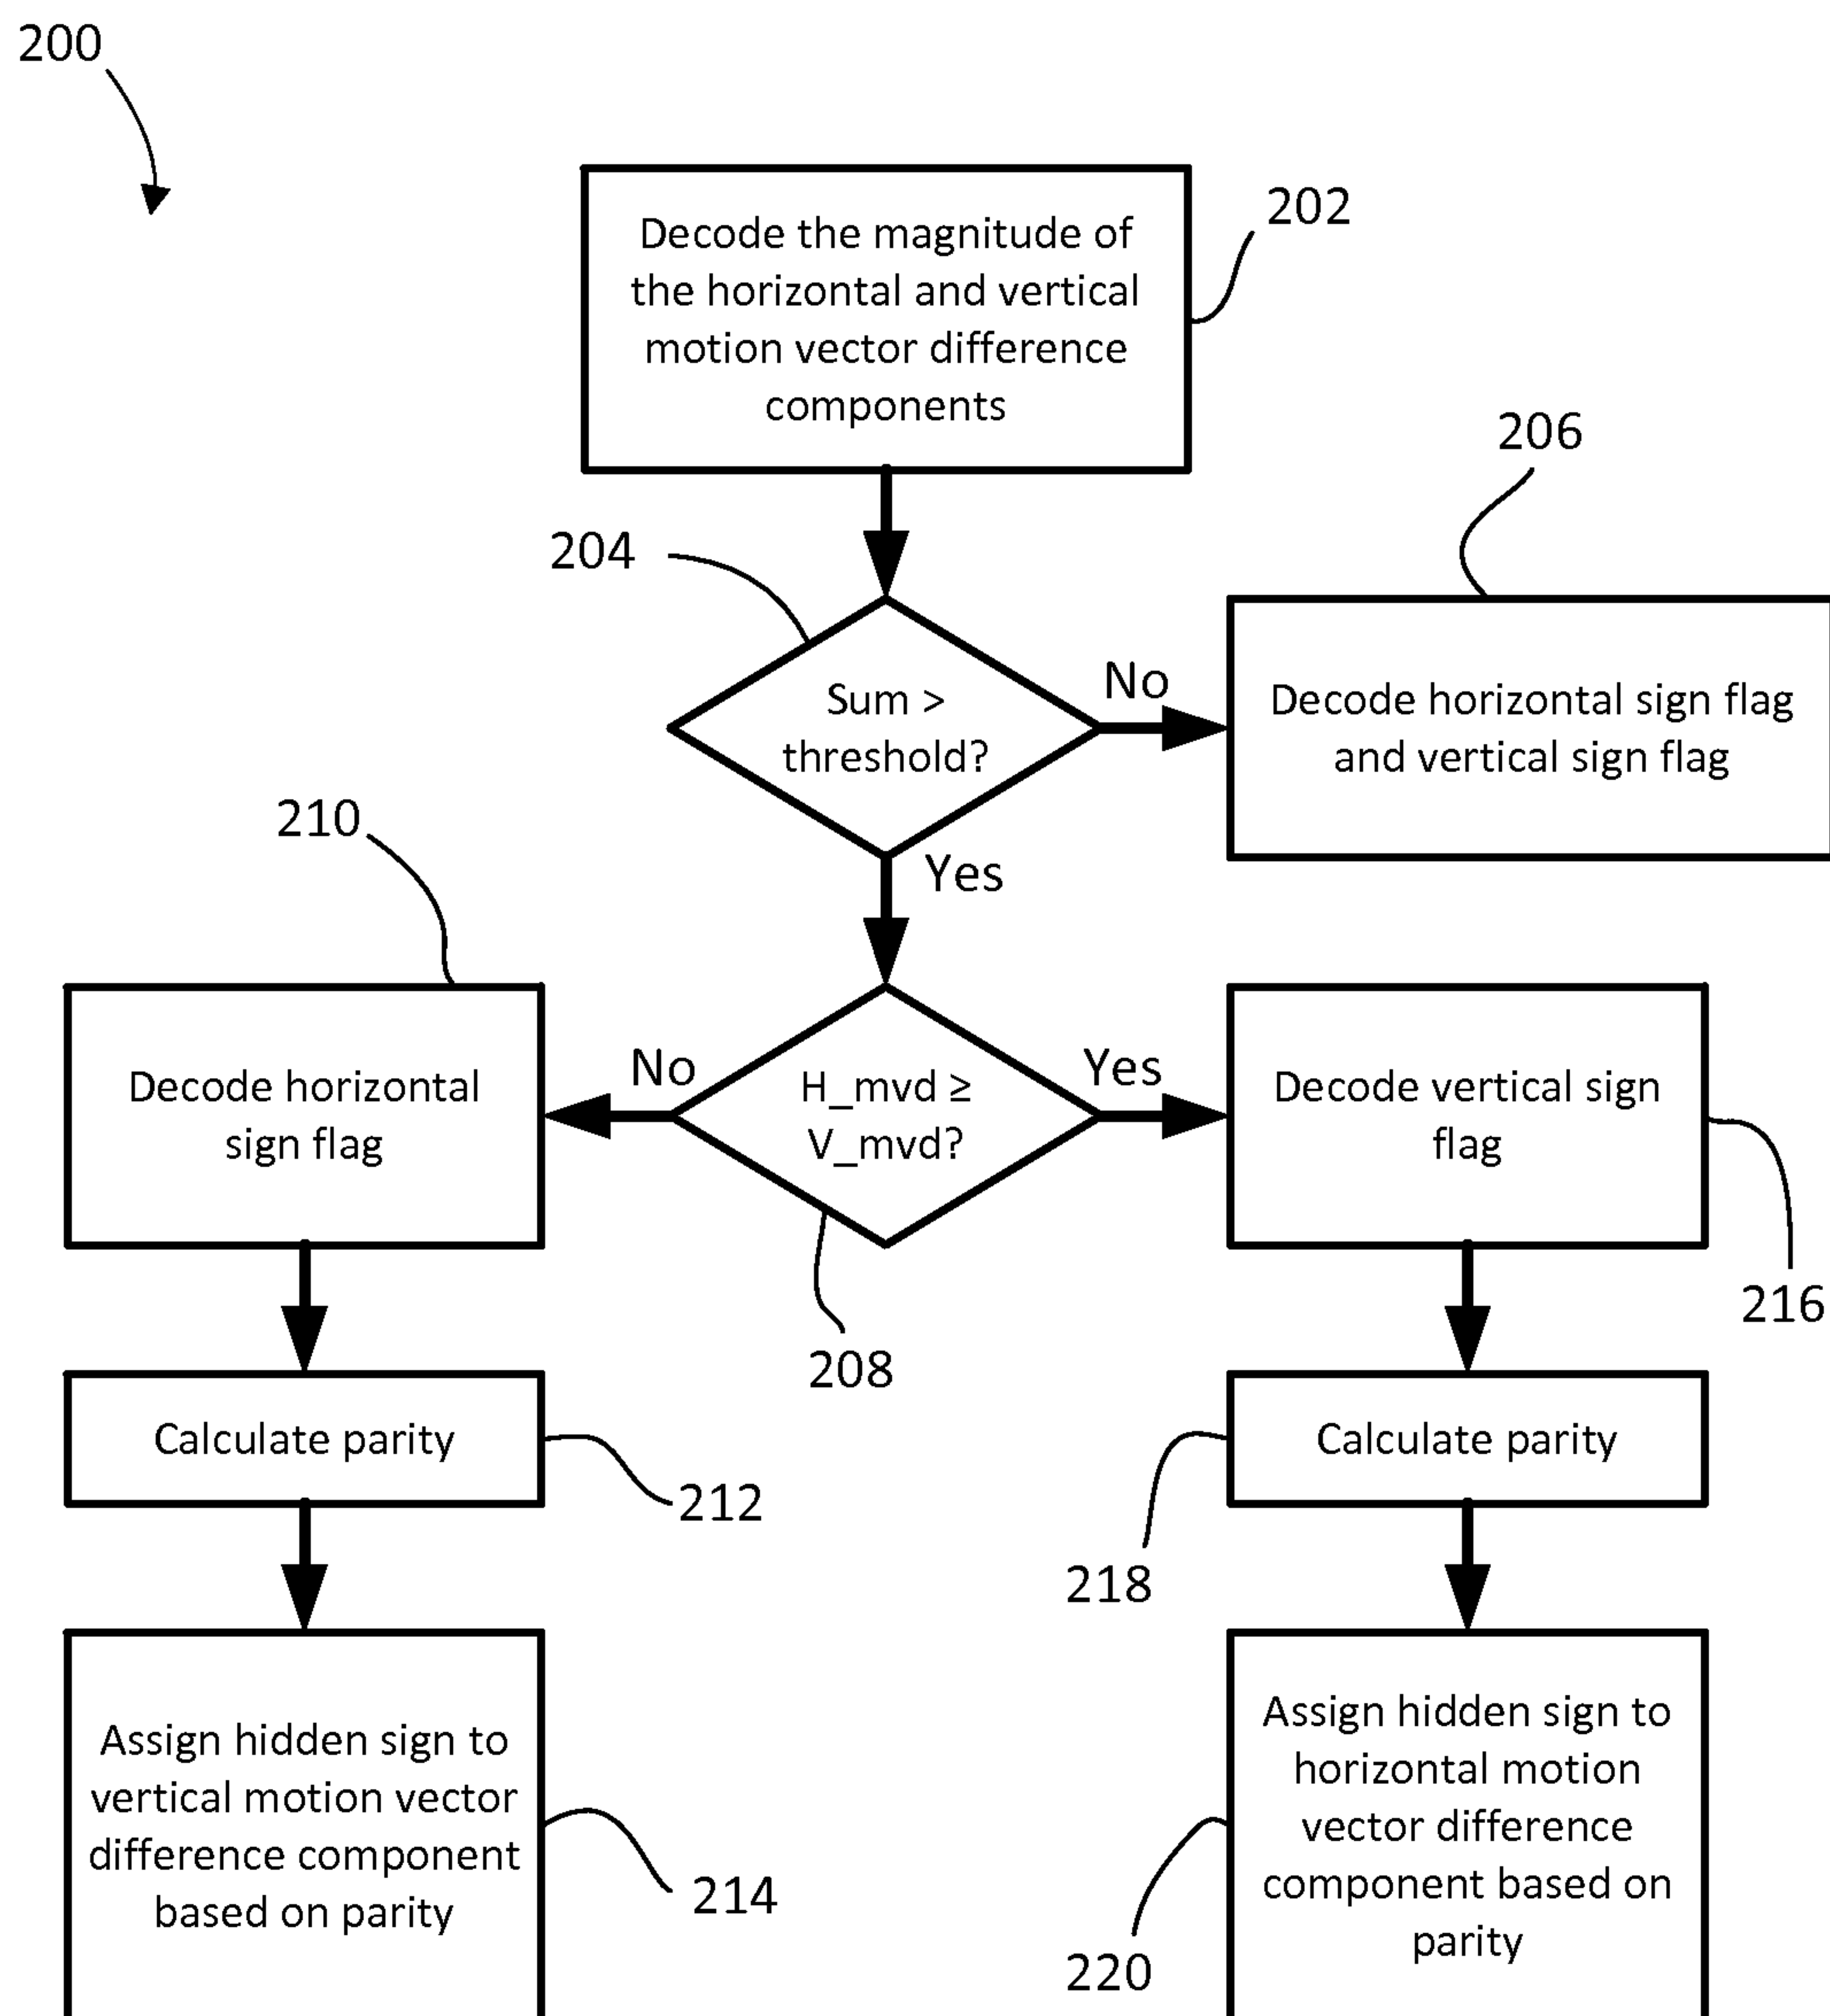 200
Decode the magnitude of
the horizontal and vertical
motion vector difference
components
202
204
Sum >
threshold?
No
206
Decode horizontal sign flag
and vertical sign flag
Yes
208
H_mvd ≥
V_mvd?
No
210
Decode horizontal
sign flag
Yes
Decode vertical sign
flag
216
Calculate parity
212
Calculate parity
218
Assign hidden sign to
vertical motion vector
difference component
based on parity
214
Assign hidden sign to
horizontal motion
vector difference
component based on
parity
220